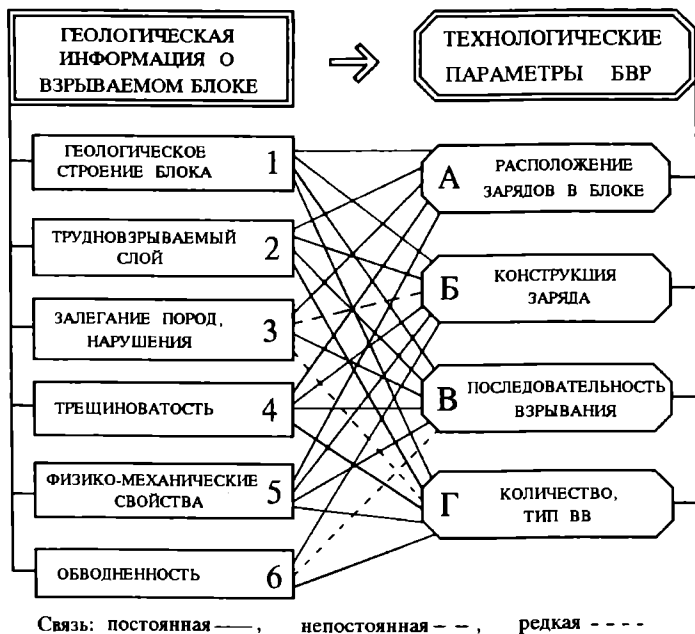 ГЕОЛОГИЧЕСКАЯ
ИНФОРМАЦИЯ О
ВЗРЫВАЕМОМ БЛОКЕ
ТЕХНОЛОГИЧЕСКИЕ
ПАРАМЕТРЫ БВР
ГЕОЛОГИЧЕСКОЕ
СТРОЕНИЕ БЛОКА
1
ТРУДНОВЗРЫВАЕМЫЙ
СЛОЙ
2
ЗАЛЕГАНИЕ ПОРОД,
НАРУШЕНИЯ
3
ТРЕЩИНОВАТОСТЬ
4
ФИЗИКО-МЕХАНИЧЕСКИЕ
СВОЙСТВА
5
ОБВОДНЕННОСТЬ
6
А
РАСПОЛОЖЕНИЕ
ЗАРЯДОВ В БЛОКЕ
Б
КОНСТРУКЦИЯ
ЗАРЯДА
В
ПОСЛЕДОВАТЕЛЬНОСТЬ
ВЗРЫВАНИЯ
Г
КОЛИЧЕСТВО,
ТИП ВВ
Связь: постоянная —, непостоянная – –, редкая - - - -